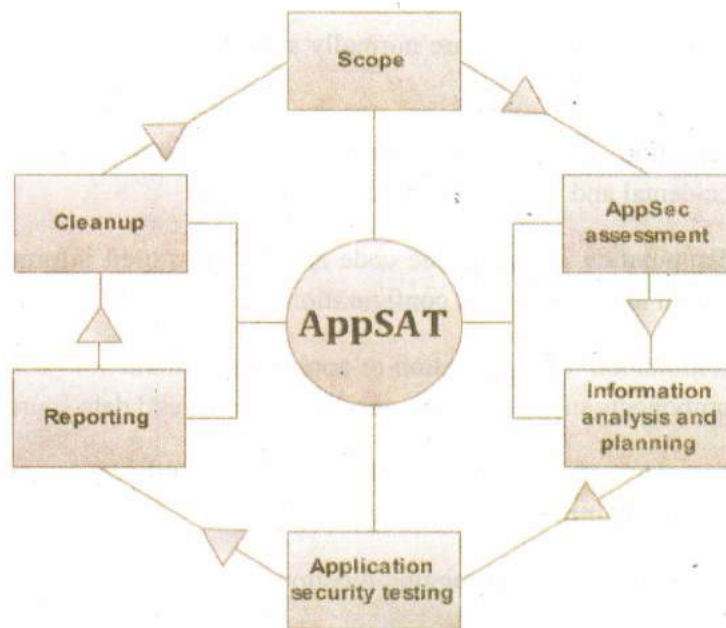 Scope
Cleanup
AppSec
assessment
AppSAT
Reporting
Information
analysis and
planning
Application
security testing